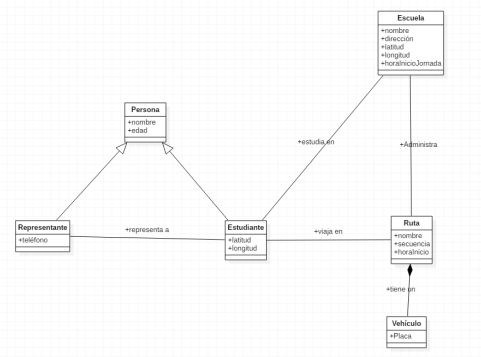 Escuela
+nombre
+dirección
+latitud
+longitud
+horaInicioJornada
Persona
+nombre
+edad
+estudia en
+Administra
Representante
+teléfono
+representa a
Estudiante
+latitud
+longitud
+viaja en
Ruta
+nombre
+secuencia
+horaInicio
+tiene un
Vehículo
+Placa